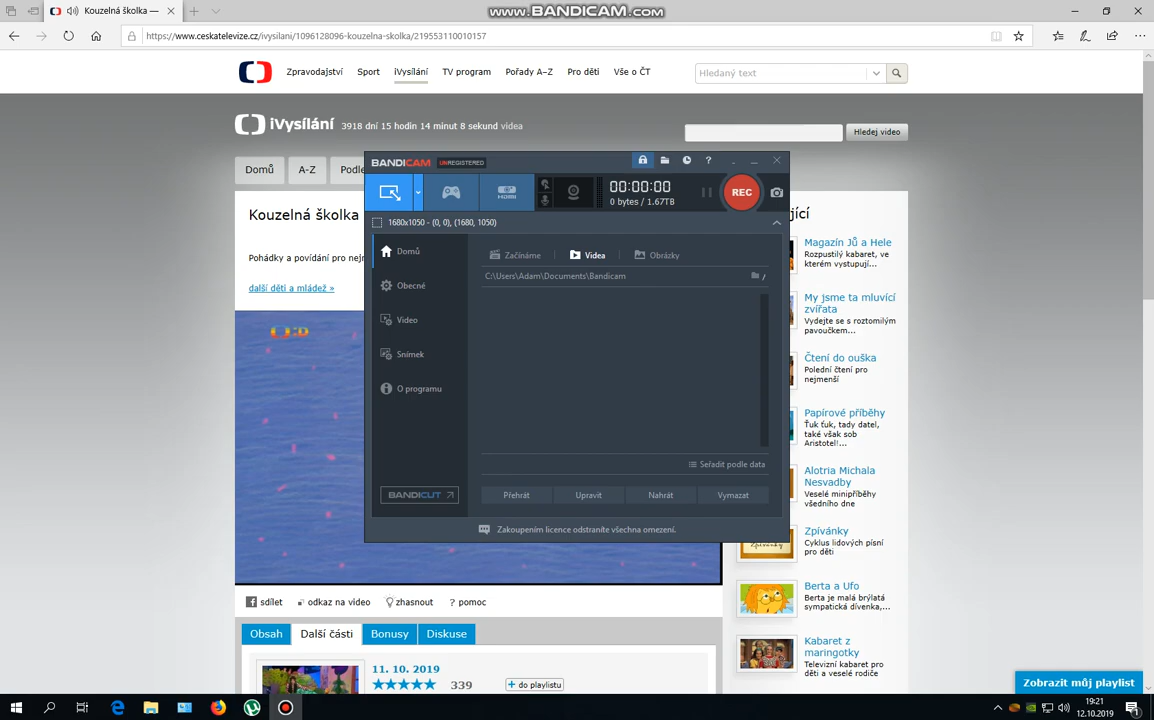 Kouzelná školka —
www.BANDICAM.com
https://www.ceskatelevize.cz/ivysilani/1096128096-kouzelna-skolka/219553110010157
Zpravodajství Sport iVysílání TV program Pořady A–Z Pro děti Vše o ČT
Hledaný text
iVysílání 3918 dní 15 hodin 14 minut 8 sekund videa
Hledej video
Domů A-Z Podle
Kouzelná školka
Pohádky a povídání pro nejm
další děti a mládež »
BANDICAM UNREGISTERED
HDMI
00:00:00
0 bytes / 1.67TB
REC
1680x1050 - (0, 0), (1680, 1050)
Domů
Obecné
Video
Snímek
O programu
BANDICUT
Začínáme Videa Obrázky
C:\Users\Adam\Documents\Bandicam
Seřadit podle data
Přehrát Upravit Nahrát Vymazat
Zakoupením licence odstraníte všechna omezení.
jící
Magazín Jů a Hele
Rozpustilý kabaret, ve
kterém vystupují...
My jsme ta mluvící
zvířata
Vydejte se s roztomilým
pavoučkem...
Čtení do ouška
Polední čtení pro
nejmenší
Papírové příběhy
Ťuk ťuk, tady datel,
také však sob
Aristotel!...
Alotria Michala
Nesvadby
Veselé minipříběhy
všedního dne
Zpívánky
Cyklus lidových písní
pro děti
Berta a Ufo
Berta je malá brýlatá
sympatická dívenka,...
Kabaret z
maringotky
Televizní kabaret pro
děti a veselé rodiče
:D
sdílet odkaz na video zhasnout ? pomoc
Obsah Další části Bonusy Diskuse
11. 10. 2019
339
+ do playlistu
Zobrazit můj playlist
19:21
12.10.2019
1